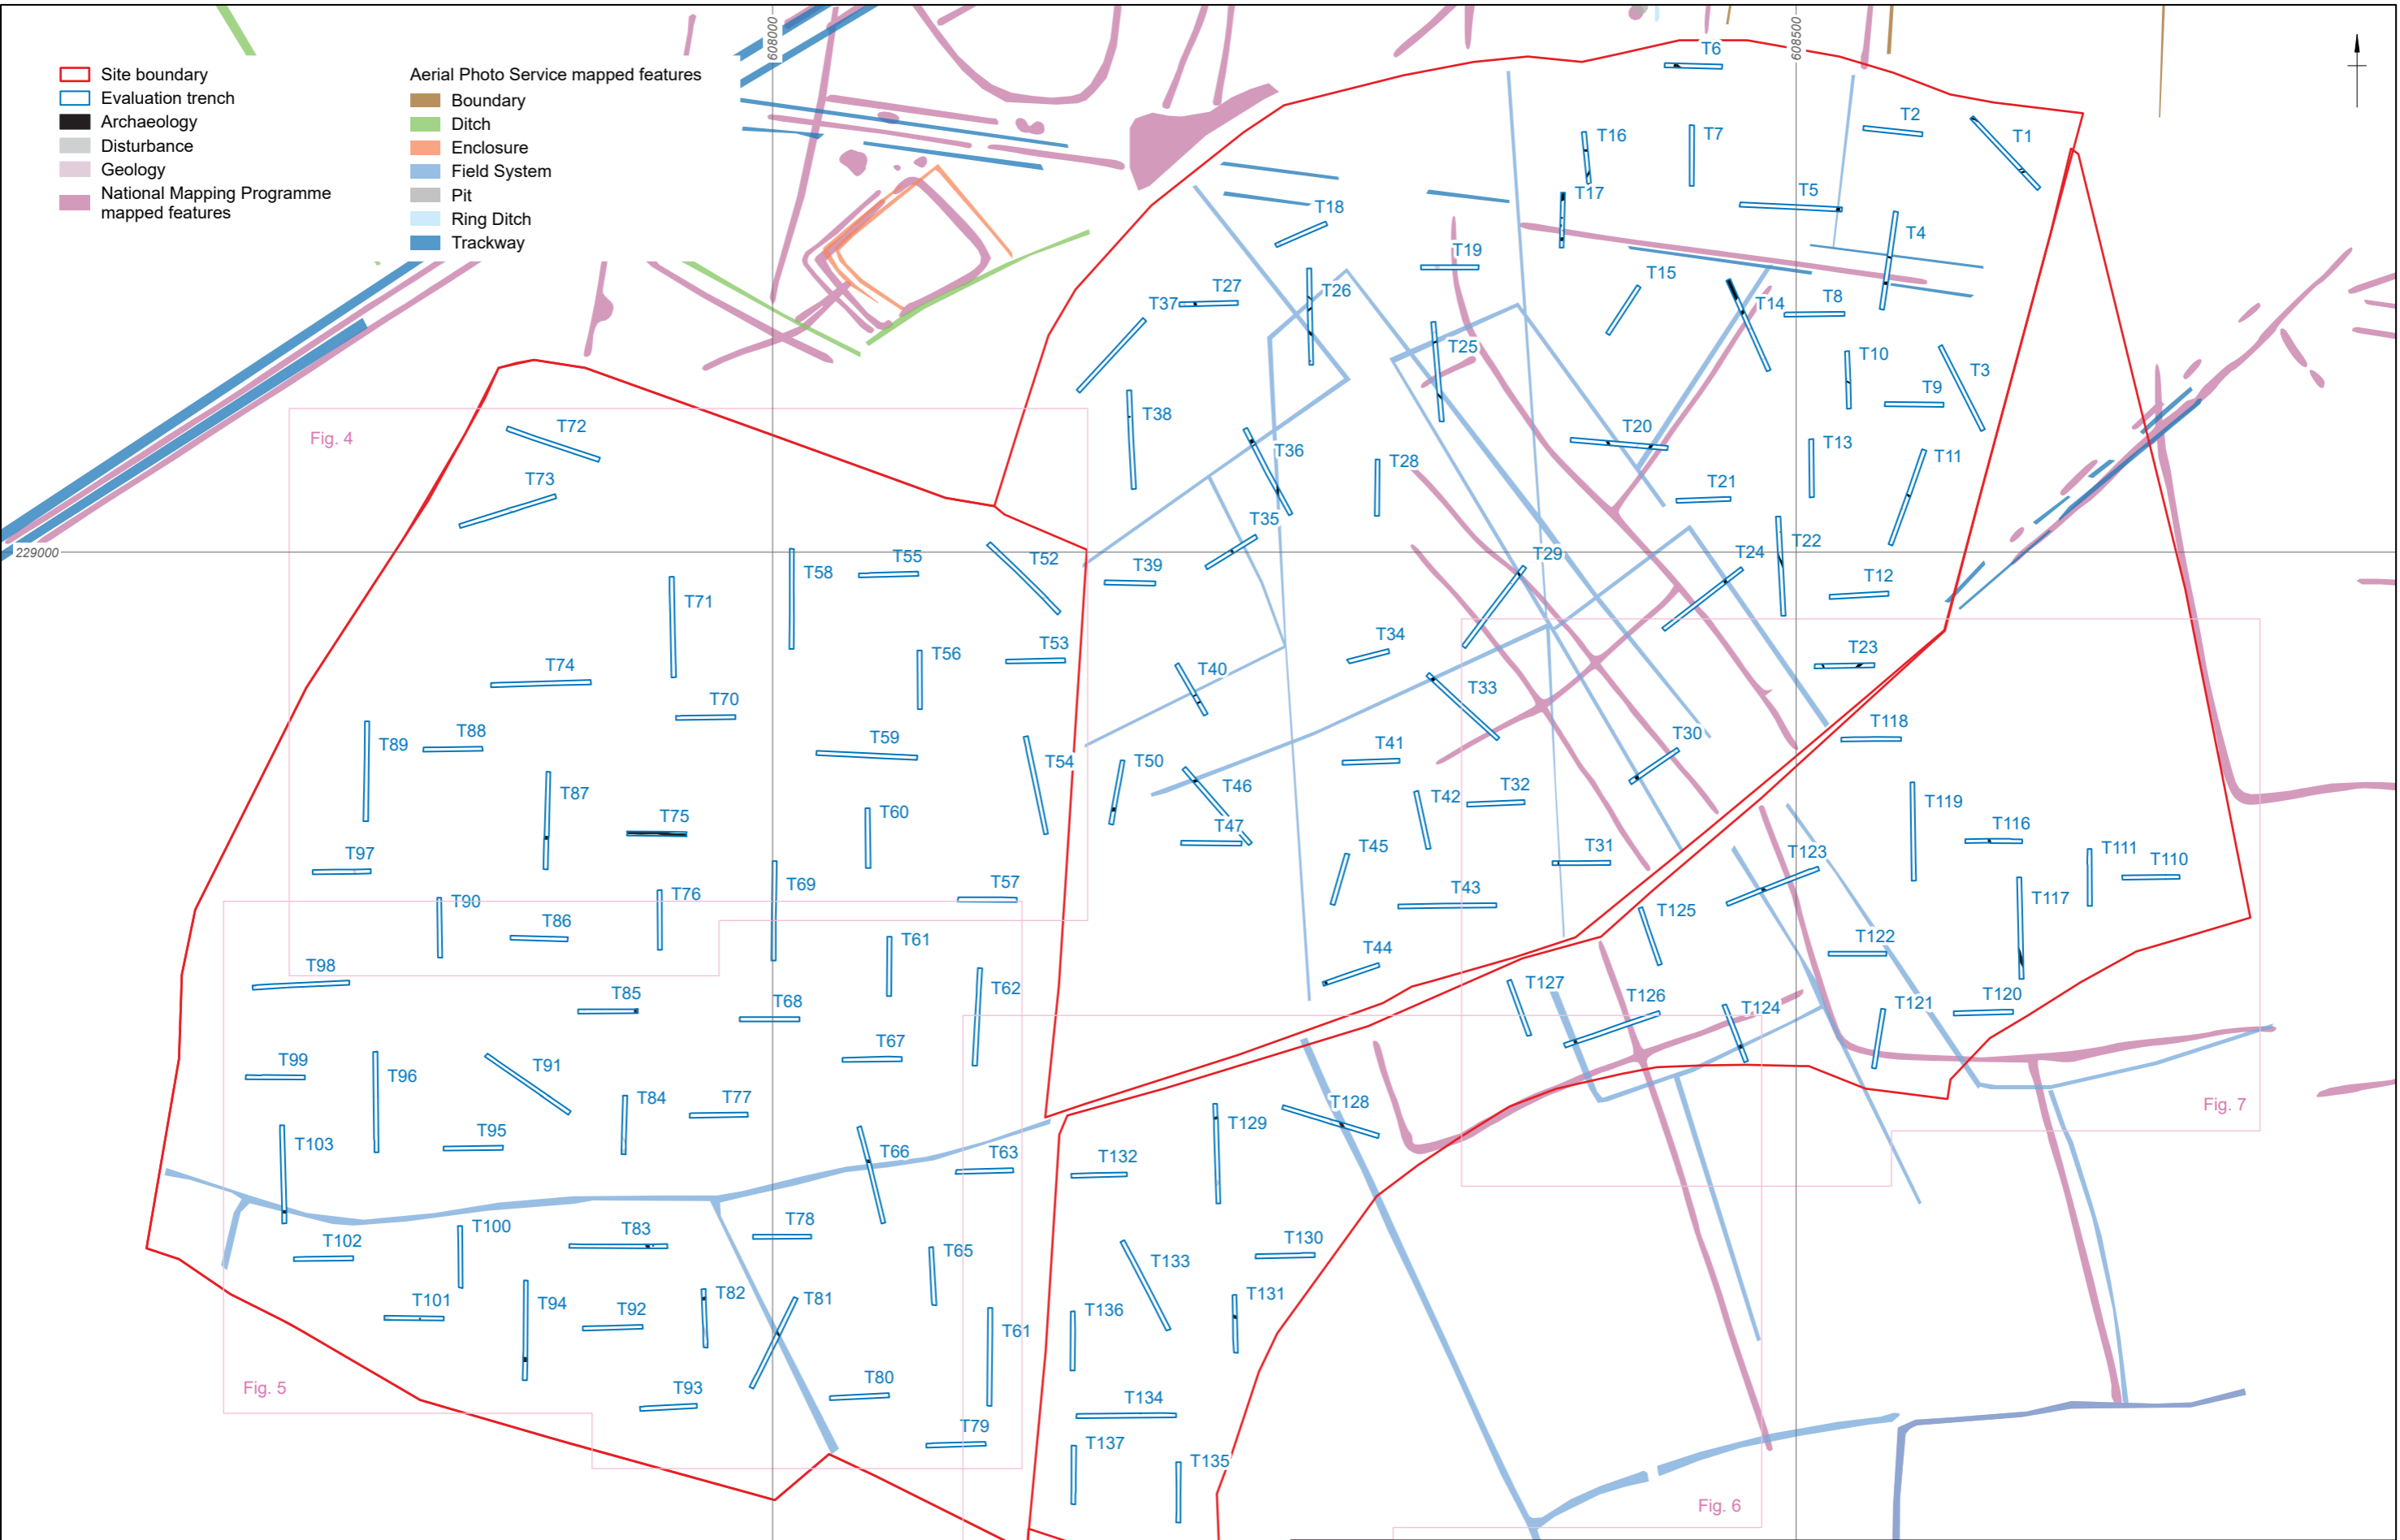 608000
608500
229000
Site boundary
Evaluation trench
Archaeology
Disturbance
Geology
National Mapping Programme
mapped features
Aerial Photo Service mapped features
Boundary
Ditch
Enclosure
Field System
Pit
Ring Ditch
Trackway
T6
T2
T1
T16
T7
T5
T17
T18
T4
T19
T15
T27
T26
T37
T14
T8
T25
T10
T3
T9
T38
T72
T20
T36
T28
T13
T11
T73
T21
T35
T22
T29
T24
T55
T52
T58
T39
T12
T71
T34
T53
T56
T23
T74
T40
T33
T70
T118
T89
T88
T59
T30
T41
T54
T50
T46
T32
T87
T42
T119
T75
T60
T47
T116
T45
T31
T97
T123
T111
T110
T57
T69
T43
T76
T90
T117
T125
T86
T61
T122
T44
T98
T127
T62
T85
T126
T120
T68
T124
T121
T67
T99
T91
T96
T84
T77
T128
T129
T95
T103
T66
T63
T132
T100
T78
T83
T130
T102
T65
T133
T82
T81
T131
T101
T94
T92
T136
T61
T80
T93
T134
T79
T137
T135
Fig. 4
Fig. 5
Fig. 6
Fig. 7